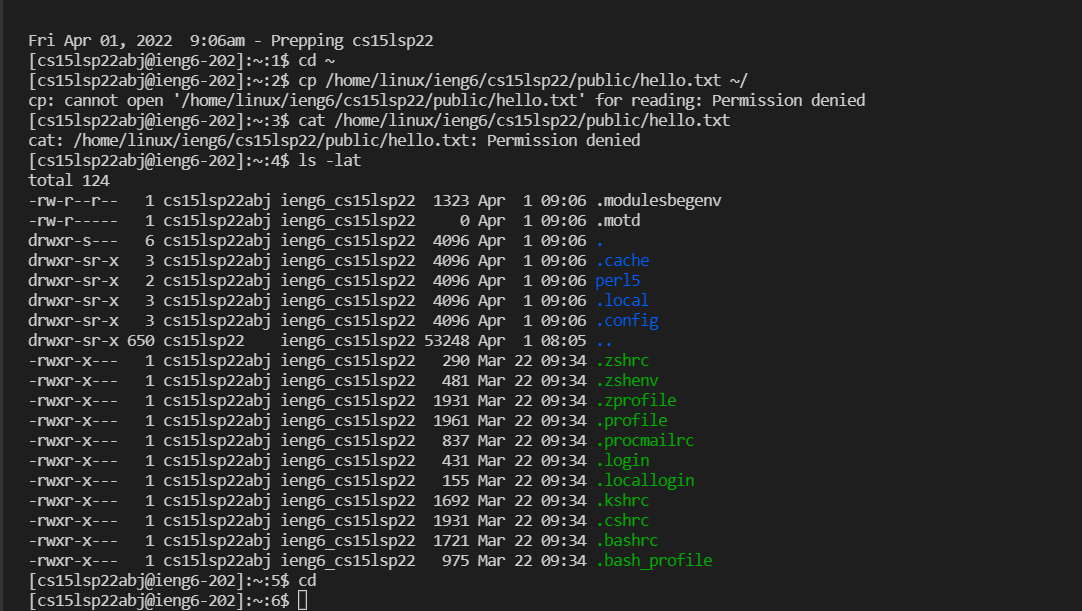 Fri Apr 01, 2022  9:06am - Prepping cs15lsp22
[cs15lsp22abj@ieng6-202]:~:1$ cd ~
[cs15lsp22abj@ieng6-202]:~:2$ cp /home/linux/ieng6/cs15lsp22/public/hello.txt ~/
cp: cannot open '/home/linux/ieng6/cs15lsp22/public/hello.txt' for reading: Permission denied
[cs15lsp22abj@ieng6-202]:~:3$ cat /home/linux/ieng6/cs15lsp22/public/hello.txt
cat: /home/linux/ieng6/cs15lsp22/public/hello.txt: Permission denied
[cs15lsp22abj@ieng6-202]:~:4$ ls -lat
total 124
-rw-r--r--   1 cs15lsp22abj ieng6_cs15lsp22  1323 Apr  1 09:06 .modulesbegenv
-rw-r-----   1 cs15lsp22abj ieng6_cs15lsp22     0 Apr  1 09:06 .motd
drwxr-s---   6 cs15lsp22abj ieng6_cs15lsp22  4096 Apr  1 09:06 .
drwxr-sr-x   3 cs15lsp22abj ieng6_cs15lsp22  4096 Apr  1 09:06 .cache
drwxr-sr-x   2 cs15lsp22abj ieng6_cs15lsp22  4096 Apr  1 09:06 perl5
drwxr-sr-x   3 cs15lsp22abj ieng6_cs15lsp22  4096 Apr  1 09:06 .local
drwxr-sr-x   3 cs15lsp22abj ieng6_cs15lsp22  4096 Apr  1 09:06 .config
drwxr-sr-x 650 cs15lsp22    ieng6_cs15lsp22 53248 Apr  1 08:05 ..
-rwxr-x---   1 cs15lsp22abj ieng6_cs15lsp22   290 Mar 22 09:34 .zshrc
-rwxr-x---   1 cs15lsp22abj ieng6_cs15lsp22   481 Mar 22 09:34 .zshenv
-rwxr-x---   1 cs15lsp22abj ieng6_cs15lsp22  1931 Mar 22 09:34 .zprofile
-rwxr-x---   1 cs15lsp22abj ieng6_cs15lsp22  1961 Mar 22 09:34 .profile
-rwxr-x---   1 cs15lsp22abj ieng6_cs15lsp22   837 Mar 22 09:34 .procmailrc
-rwxr-x---   1 cs15lsp22abj ieng6_cs15lsp22   431 Mar 22 09:34 .login
-rwxr-x---   1 cs15lsp22abj ieng6_cs15lsp22   155 Mar 22 09:34 .locallogin
-rwxr-x---   1 cs15lsp22abj ieng6_cs15lsp22  1692 Mar 22 09:34 .kshrc
-rwxr-x---   1 cs15lsp22abj ieng6_cs15lsp22  1931 Mar 22 09:34 .cshrc
-rwxr-x---   1 cs15lsp22abj ieng6_cs15lsp22  1721 Mar 22 09:34 .bashrc
-rwxr-x---   1 cs15lsp22abj ieng6_cs15lsp22   975 Mar 22 09:34 .bash_profile
[cs15lsp22abj@ieng6-202]:~:5$ cd
[cs15lsp22abj@ieng6-202]:~:6$